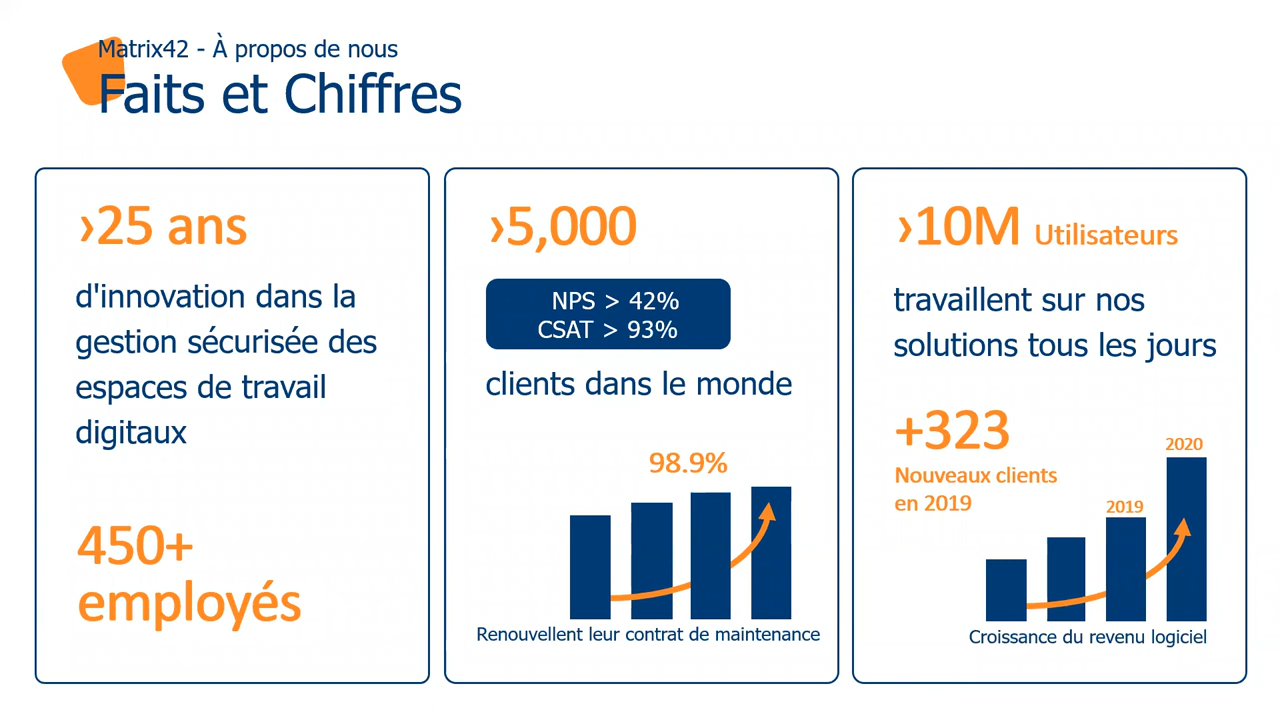 Matrix42 - À propos de nous
Faits et Chiffres
›25 ans
d'innovation dans la
gestion sécurisée des
espaces de travail
digitaux
450+
employés
›5,000
NPS > 42%
CSAT > 93%
clients dans le monde
98.9%
Renouvellent leur contrat de maintenance
›10M Utilisateurs
travaillent sur nos
solutions tous les jours
+323
Nouveaux clients
en 2019
2019
2020
Croissance du revenu logiciel